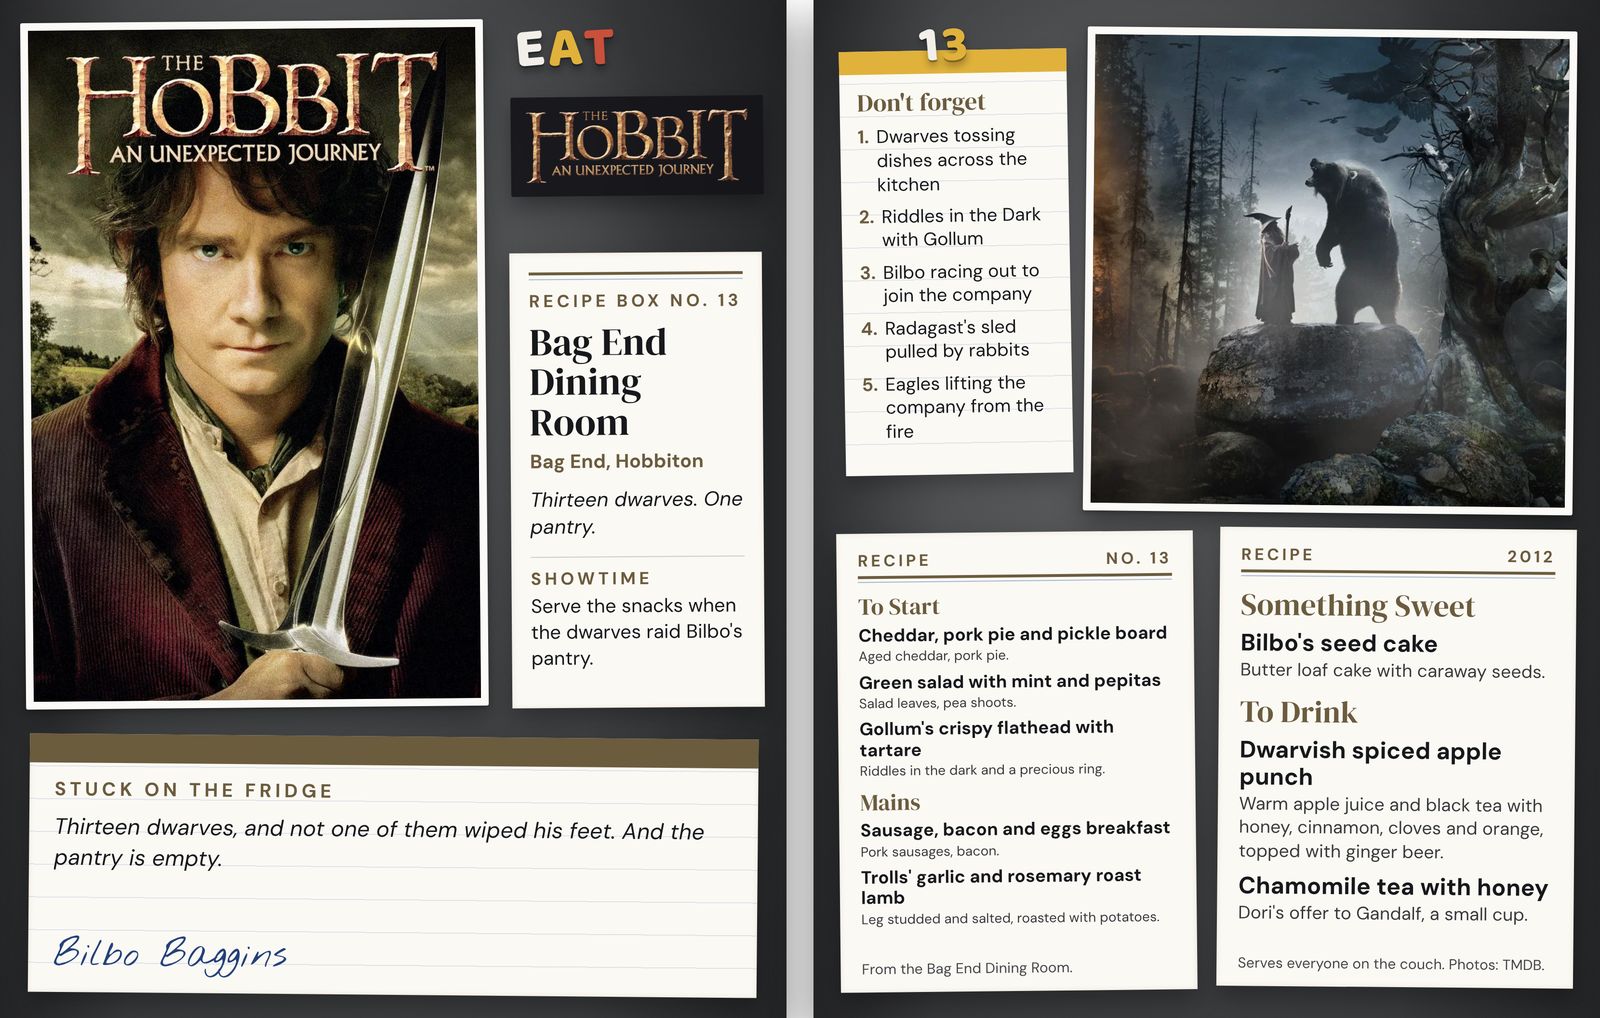 THE
HOBBIT
AN UNEXPECTED JOURNEY
TM
EAT
THE
HOBBIT
AN UNEXPECTED JOURNEY
RECIPE BOX NO. 13
Bag End
Dining
Room
Bag End, Hobbiton
Thirteen dwarves. One
pantry.
SHOWTIME
Serve the snacks when
the dwarves raid Bilbo's
pantry.
STUCK ON THE FRIDGE
Thirteen dwarves, and not one of them wiped his feet. And the
pantry is empty.
Bilbo Baggins
13
Don't forget
1. Dwarves tossing
dishes across the
kitchen
2. Riddles in the Dark
with Gollum
3. Bilbo racing out to
join the company
4. Radagast's sled
pulled by rabbits
5. Eagles lifting the
company from the
fire
RECIPE NO. 13
To Start
Cheddar, pork pie and pickle board
Aged cheddar, pork pie.
Green salad with mint and pepitas
Salad leaves, pea shoots.
Gollum's crispy flathead with
tartare
Riddles in the dark and a precious ring.
Mains
Sausage, bacon and eggs breakfast
Pork sausages, bacon.
Trolls' garlic and rosemary roast
lamb
Leg studded and salted, roasted with potatoes.
From the Bag End Dining Room.
RECIPE 2012
Something Sweet
Bilbo's seed cake
Butter loaf cake with caraway seeds.
To Drink
Dwarvish spiced apple
punch
Warm apple juice and black tea with
honey, cinnamon, cloves and orange,
topped with ginger beer.
Chamomile tea with honey
Dori's offer to Gandalf, a small cup.
Serves everyone on the couch. Photos: TMDB.